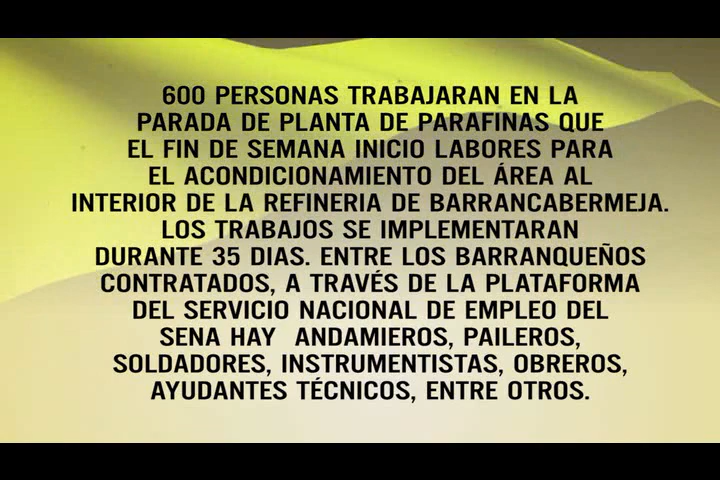 600 PERSONAS TRABAJARAN EN LA
PARADA DE PLANTA DE PARAFINAS QUE
EL FIN DE SEMANA INICIO LABORES PARA
EL ACONDICIONAMIENTO DEL ÁREA AL
INTERIOR DE LA REFINERIA DE BARRANCABERMEJA.
LOS TRABAJOS SE IMPLEMENTARAN
DURANTE 35 DIAS. ENTRE LOS BARRANQUEÑOS
CONTRATADOS, A TRAVÉS DE LA PLATAFORMA
DEL SERVICIO NACIONAL DE EMPLEO DEL
SENA HAY  ANDAMIEROS, PAILEROS,
SOLDADORES, INSTRUMENTISTAS, OBREROS,
AYUDANTES TÉCNICOS, ENTRE OTROS.